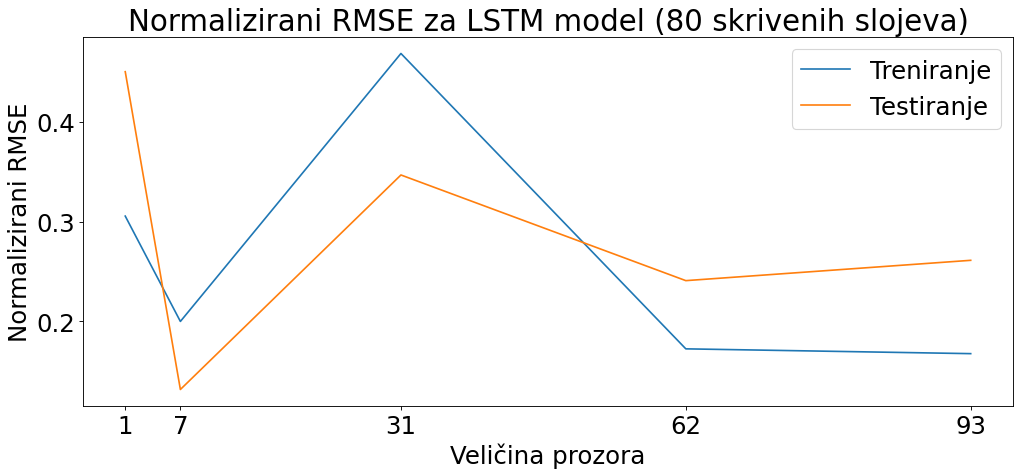 Normalizirani RMSE za LSTM model (80 skrivenih slojeva)
Treniranje
Testiranje
Normalizirani RMSE
0.4
0.3
0.2
1 7 31 62 93
Veličina prozora